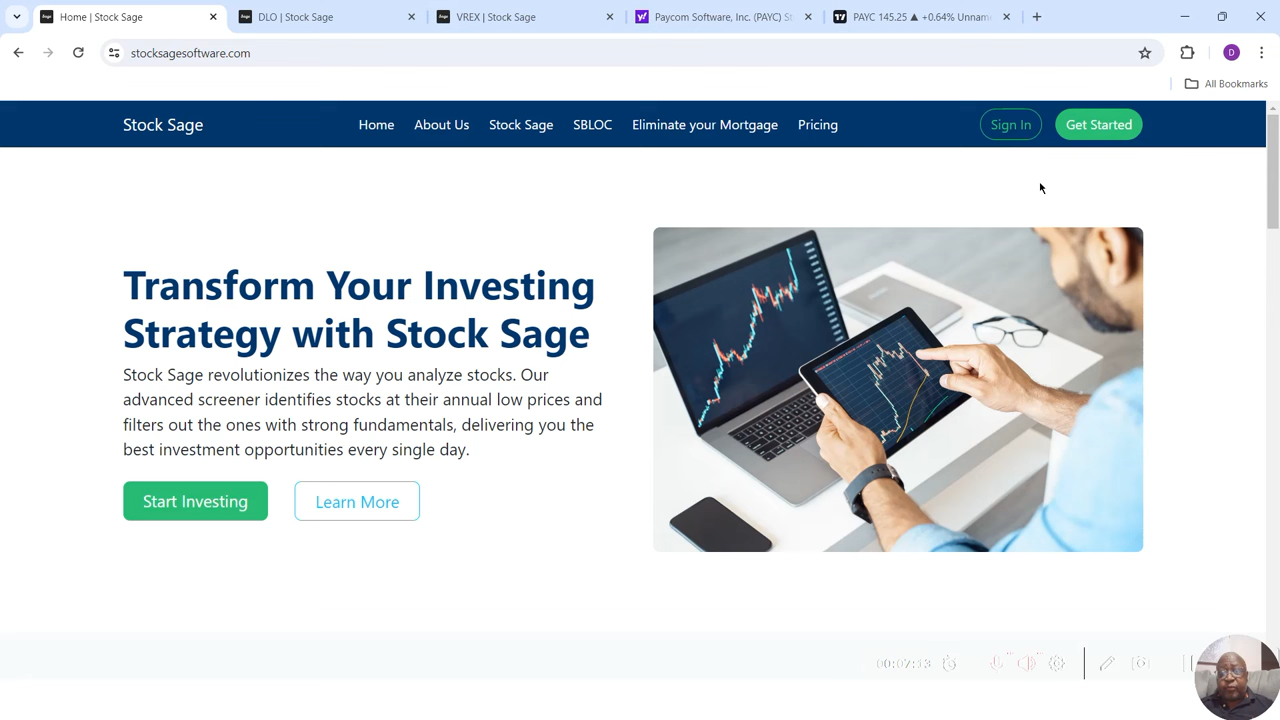 Home | Stock Sage
DLO | Stock Sage
VREX | Stock Sage
Paycom Software, Inc. (PAYC) St
PAYC 145.25 ▲ +0.64% Unnam
stocksagesoftware.com
D
All Bookmarks
Stock Sage
Home
About Us
Stock Sage
SBLOC
Eliminate your Mortgage
Pricing
Sign In
Get Started
Transform Your Investing
Strategy with Stock Sage
Stock Sage revolutionizes the way you analyze stocks. Our
advanced screener identifies stocks at their annual low prices and
filters out the ones with strong fundamentals, delivering you the
best investment opportunities every single day.
Start Investing
Learn More
00:07:13